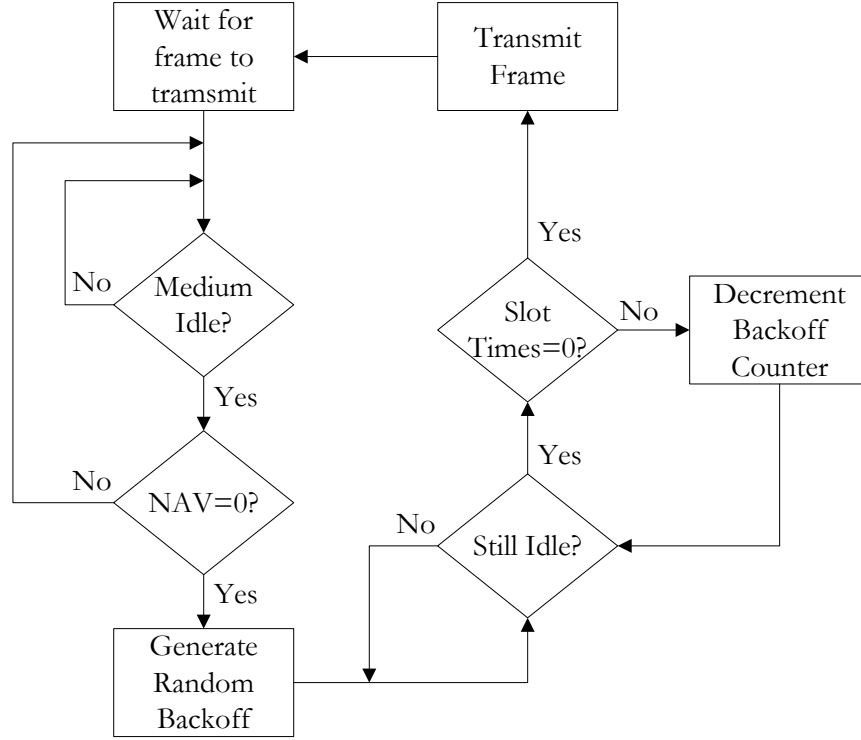 Wait for
frame to
tramsmit
Transmit
Frame
No
Medium
Idle?
Yes
Slot
Times=0?
No
Decrement
Backoff
Counter
Yes
No
NAV=0?
Yes
No
Still Idle?
Yes
Generate
Random
Backoff